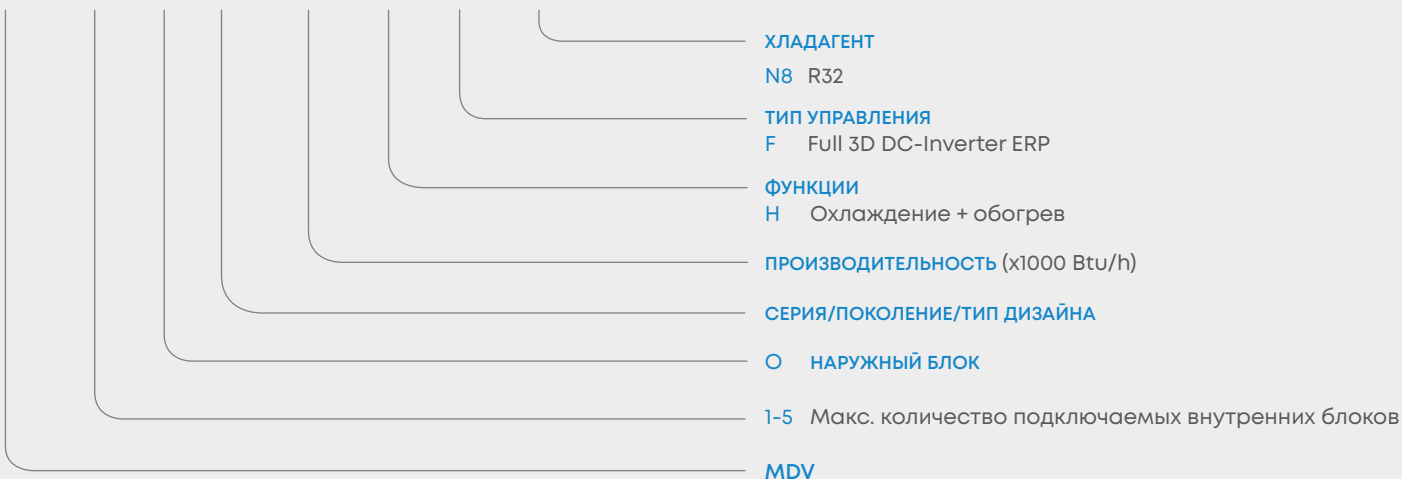 ХЛАДАГЕНТ
N8 R32
ТИП УПРАВЛЕНИЯ
F Full 3D DC-Inverter ERP
ФУНКЦИИ
H Охлаждение + обогрев
ПРОИЗВОДИТЕЛЬНОСТЬ (x1000 Btu/h)
СЕРИЯ/ПОКОЛЕНИЕ/ТИП ДИЗАЙНА
O НАРУЖНЫЙ БЛОК
1-5 Макс. количество подключаемых внутренних блоков
MDV